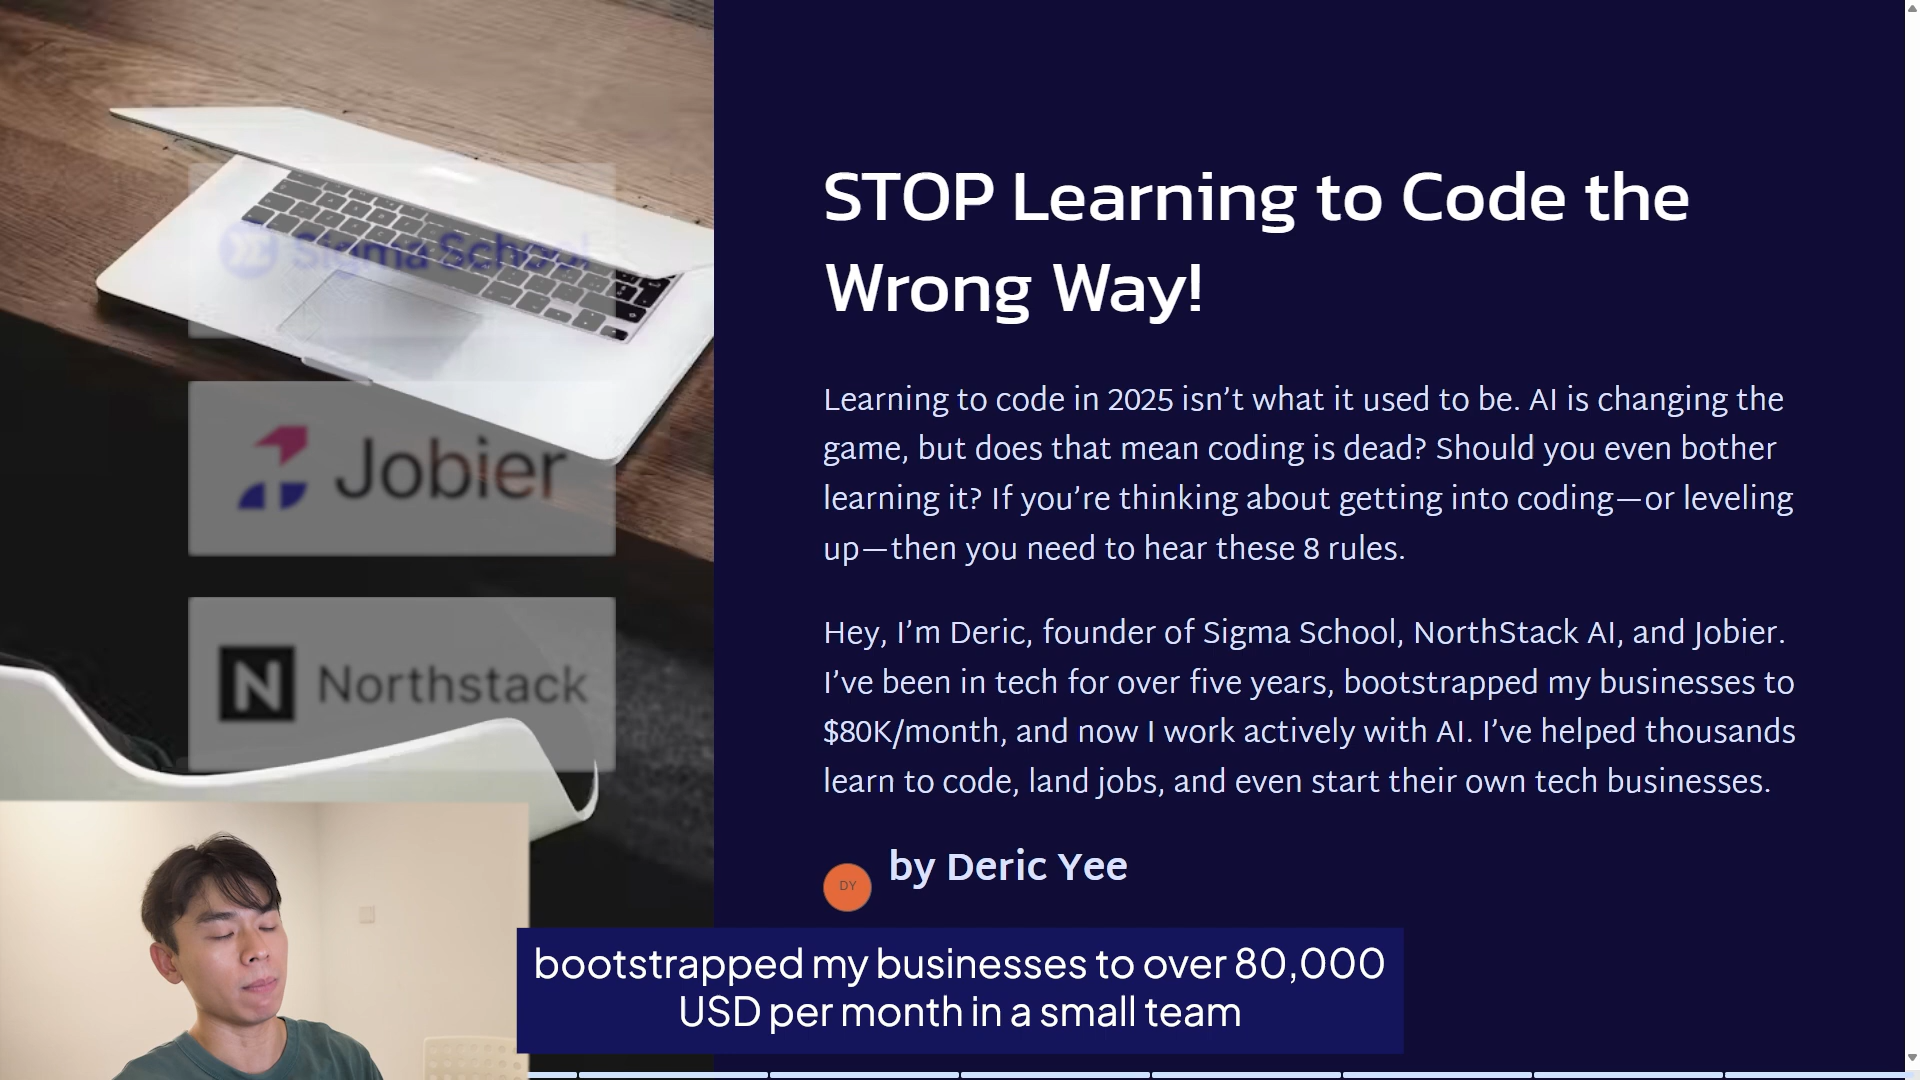 Sigma School
Jobier
N Northstack
STOP Learning to Code the
Wrong Way!
Learning to code in 2025 isn’t what it used to be. AI is changing the
game, but does that mean coding is dead? Should you even bother
learning it? If you’re thinking about getting into coding—or leveling
up—then you need to hear these 8 rules.
Hey, I’m Deric, founder of Sigma School, NorthStack AI, and Jobier.
I’ve been in tech for over five years, bootstrapped my businesses to
$80K/month, and now I work actively with AI. I’ve helped thousands
learn to code, land jobs, and even start their own tech businesses.
DY
by Deric Yee
bootstrapped my businesses to over 80,000
USD per month in a small team